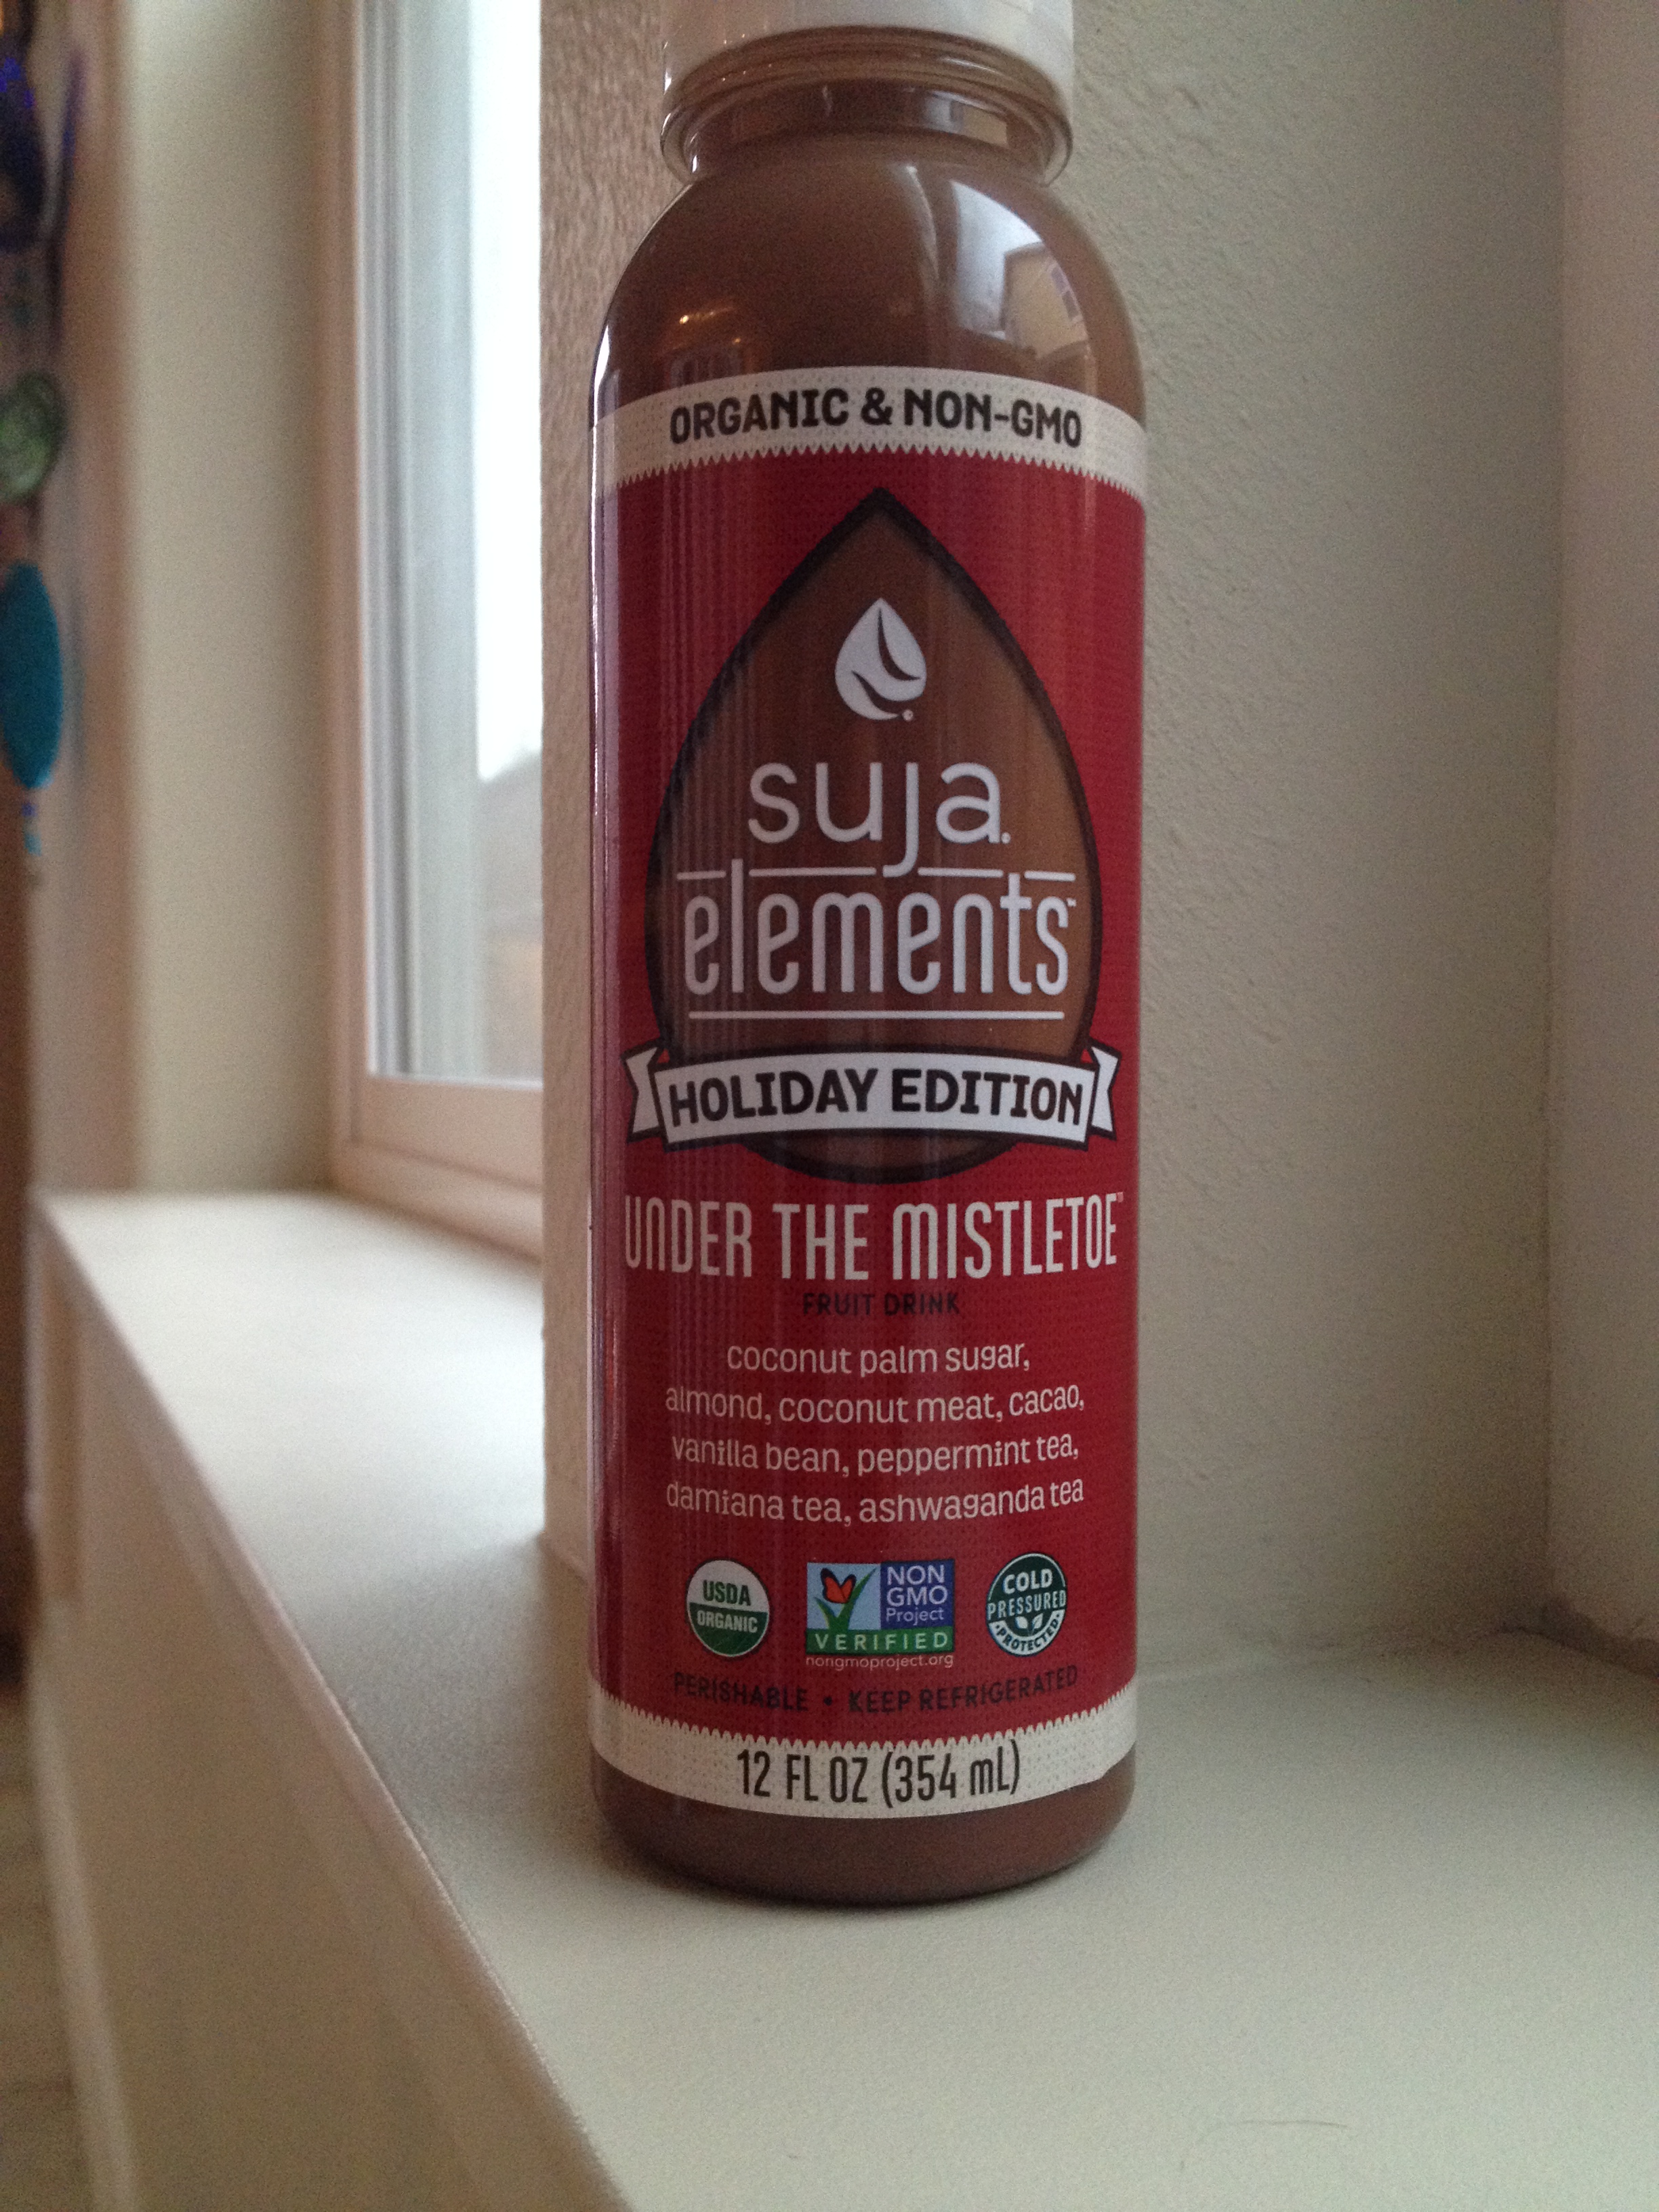 ORGANIC & NON-GMO
suja®
elements™
HOLIDAY EDITION
UNDER THE MISTLETOE™
FRUIT DRINK
coconut palm sugar,
almond, coconut meat, cacao,
vanilla bean, peppermint tea,
damiana tea, ashwaganda tea
USDA
ORGANIC
NON
GMO
Project
VERIFIED
nongmoproject.org
COLD
PRESSURED
• PROTECTED •
PERISHABLE • KEEP REFRIGERATED
12 FL OZ (354 mL)